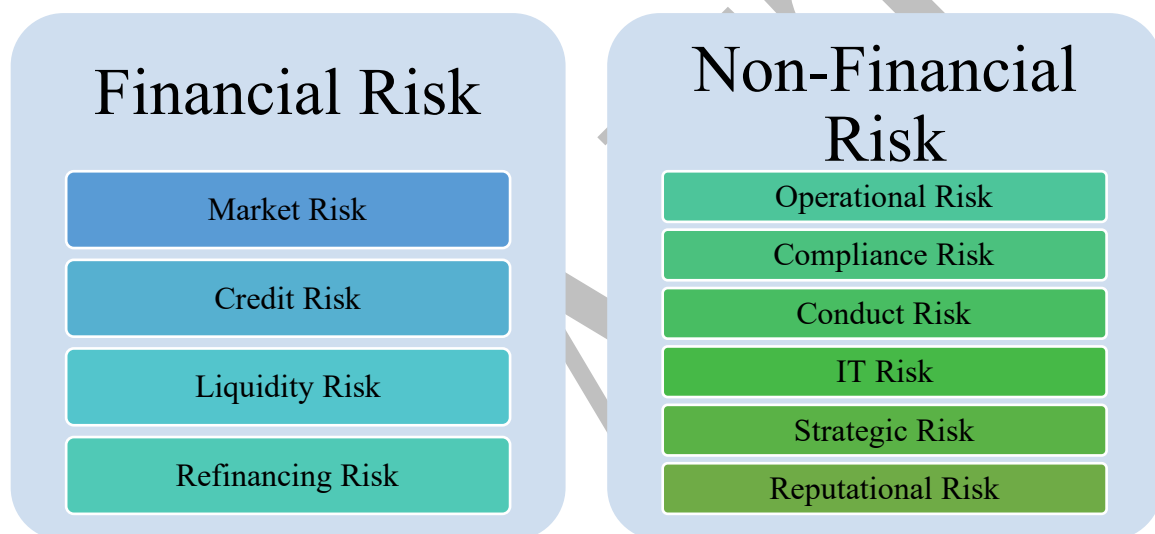 Financial Risk
Market Risk
Credit Risk
Liquidity Risk
Refinancing Risk
Non-Financial
Risk
Operational Risk
Compliance Risk
Conduct Risk
IT Risk
Strategic Risk
Reputational Risk